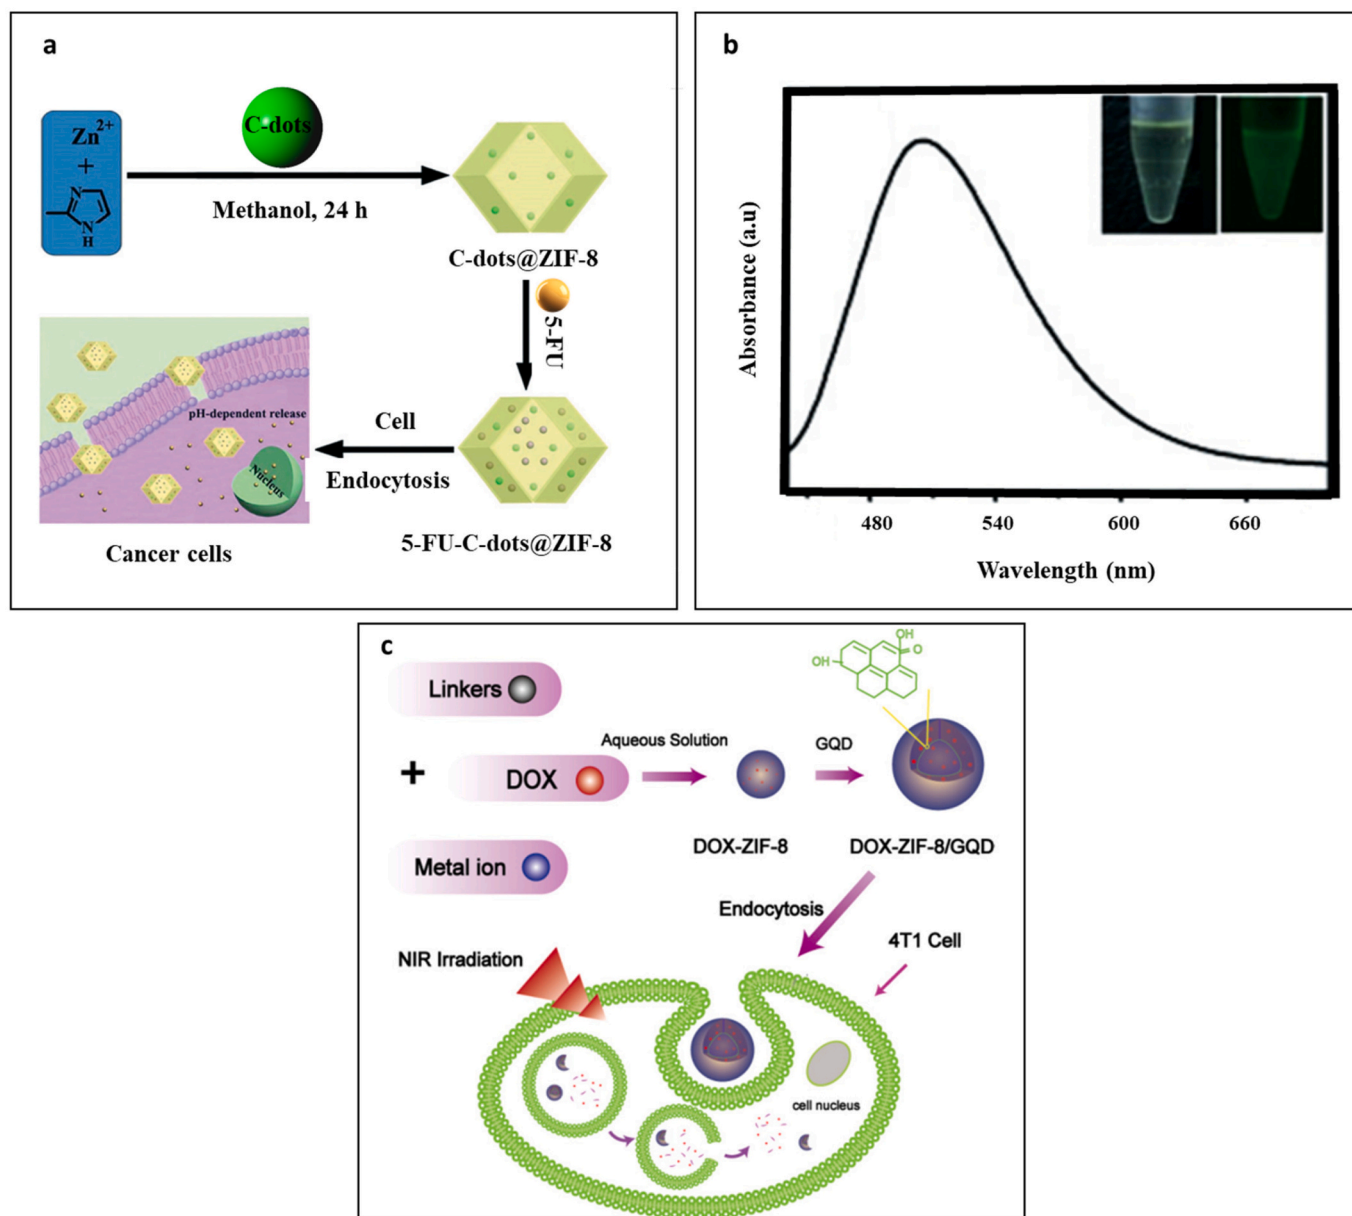 a
Zn2+
+
N
N
H
C-dots
Methanol, 24 h
C-dots@ZIF-8
5-FU
5-FU-C-dots@ZIF-8
Cell
Endocytosis
pH-dependent release
Nucleus
Cancer cells
b
Absorbance (a.u)
480 540 600 660
Wavelength (nm)
c
Linkers
+
DOX
Metal ion
Aqueous Solution
DOX-ZIF-8
GQD
OH
O
OH
DOX-ZIF-8/GQD
Endocytosis
4T1 Cell
NIR Irradiation
cell nucleus